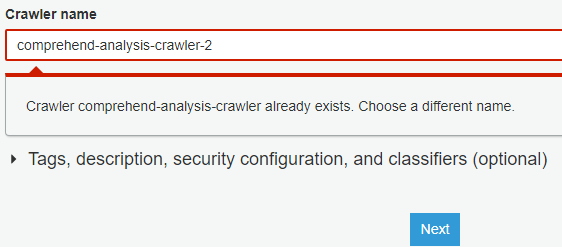 Crawler name
comprehend-analysis-crawler-2
Crawler comprehend-analysis-crawler already exists. Choose a different name.
Tags, description, security configuration, and classifiers (optional)
Next